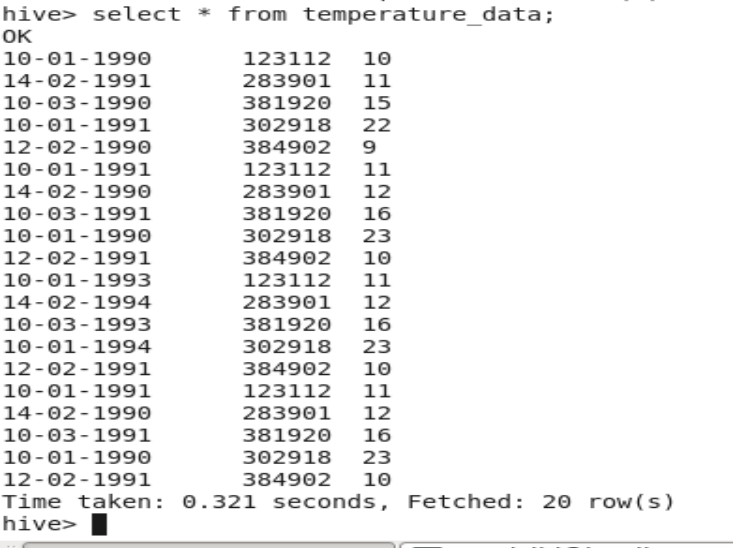 hive> select * from temperature_data;
OK
10-01-1990 123112 10
14-02-1991 283901 11
10-03-1990 381920 15
10-01-1991 302918 22
12-02-1990 384902 9
10-01-1991 123112 11
14-02-1990 283901 12
10-03-1991 381920 16
10-01-1990 302918 23
12-02-1991 384902 10
10-01-1993 123112 11
14-02-1994 283901 12
10-03-1993 381920 16
10-01-1994 302918 23
12-02-1991 384902 10
10-01-1991 123112 11
14-02-1990 283901 12
10-03-1991 381920 16
10-01-1990 302918 23
12-02-1991 384902 10
Time taken: 0.321 seconds, Fetched: 20 row(s)
hive>